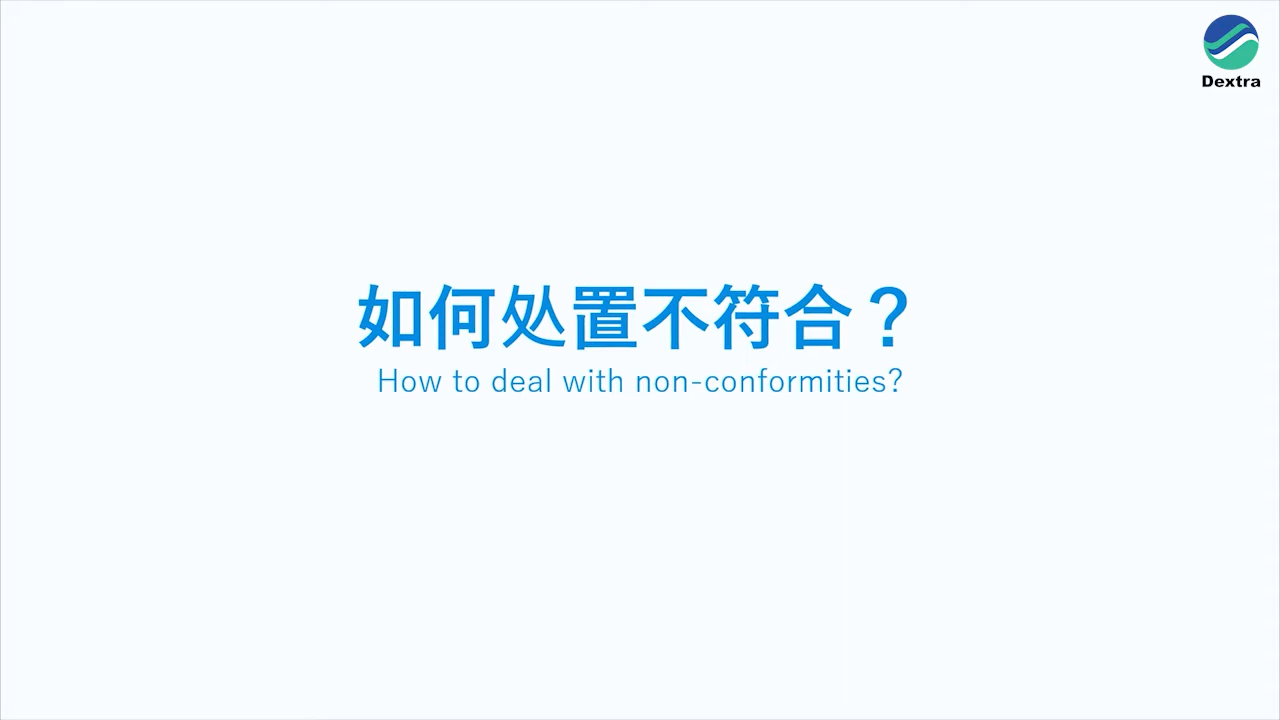 Dextra
如何处置不符合？
How to deal with non-conformities?